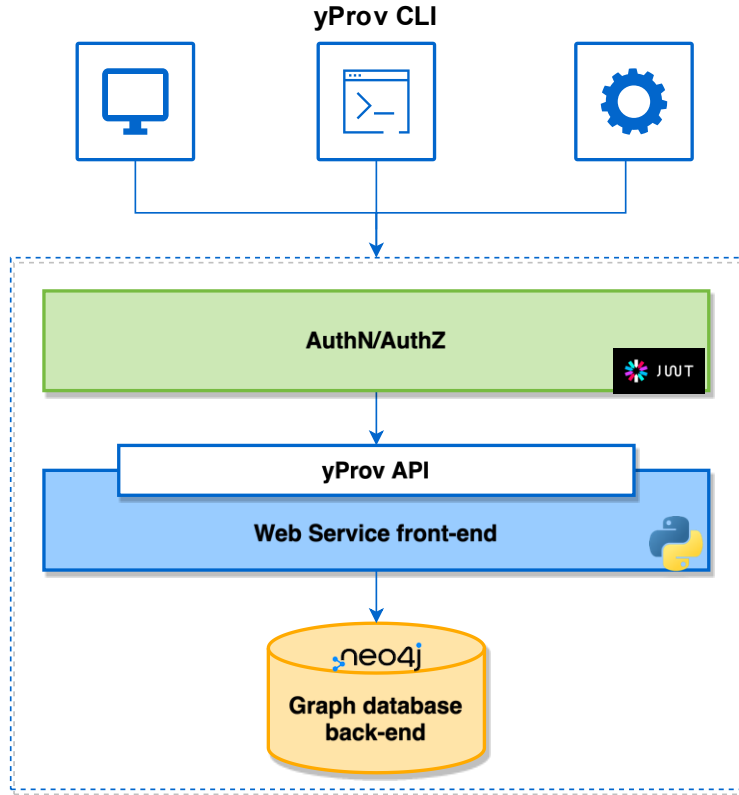 yProv CLI
AuthN/AuthZ
JWT
yProv API
Web Service front-end
neo4j
Graph database
back-end